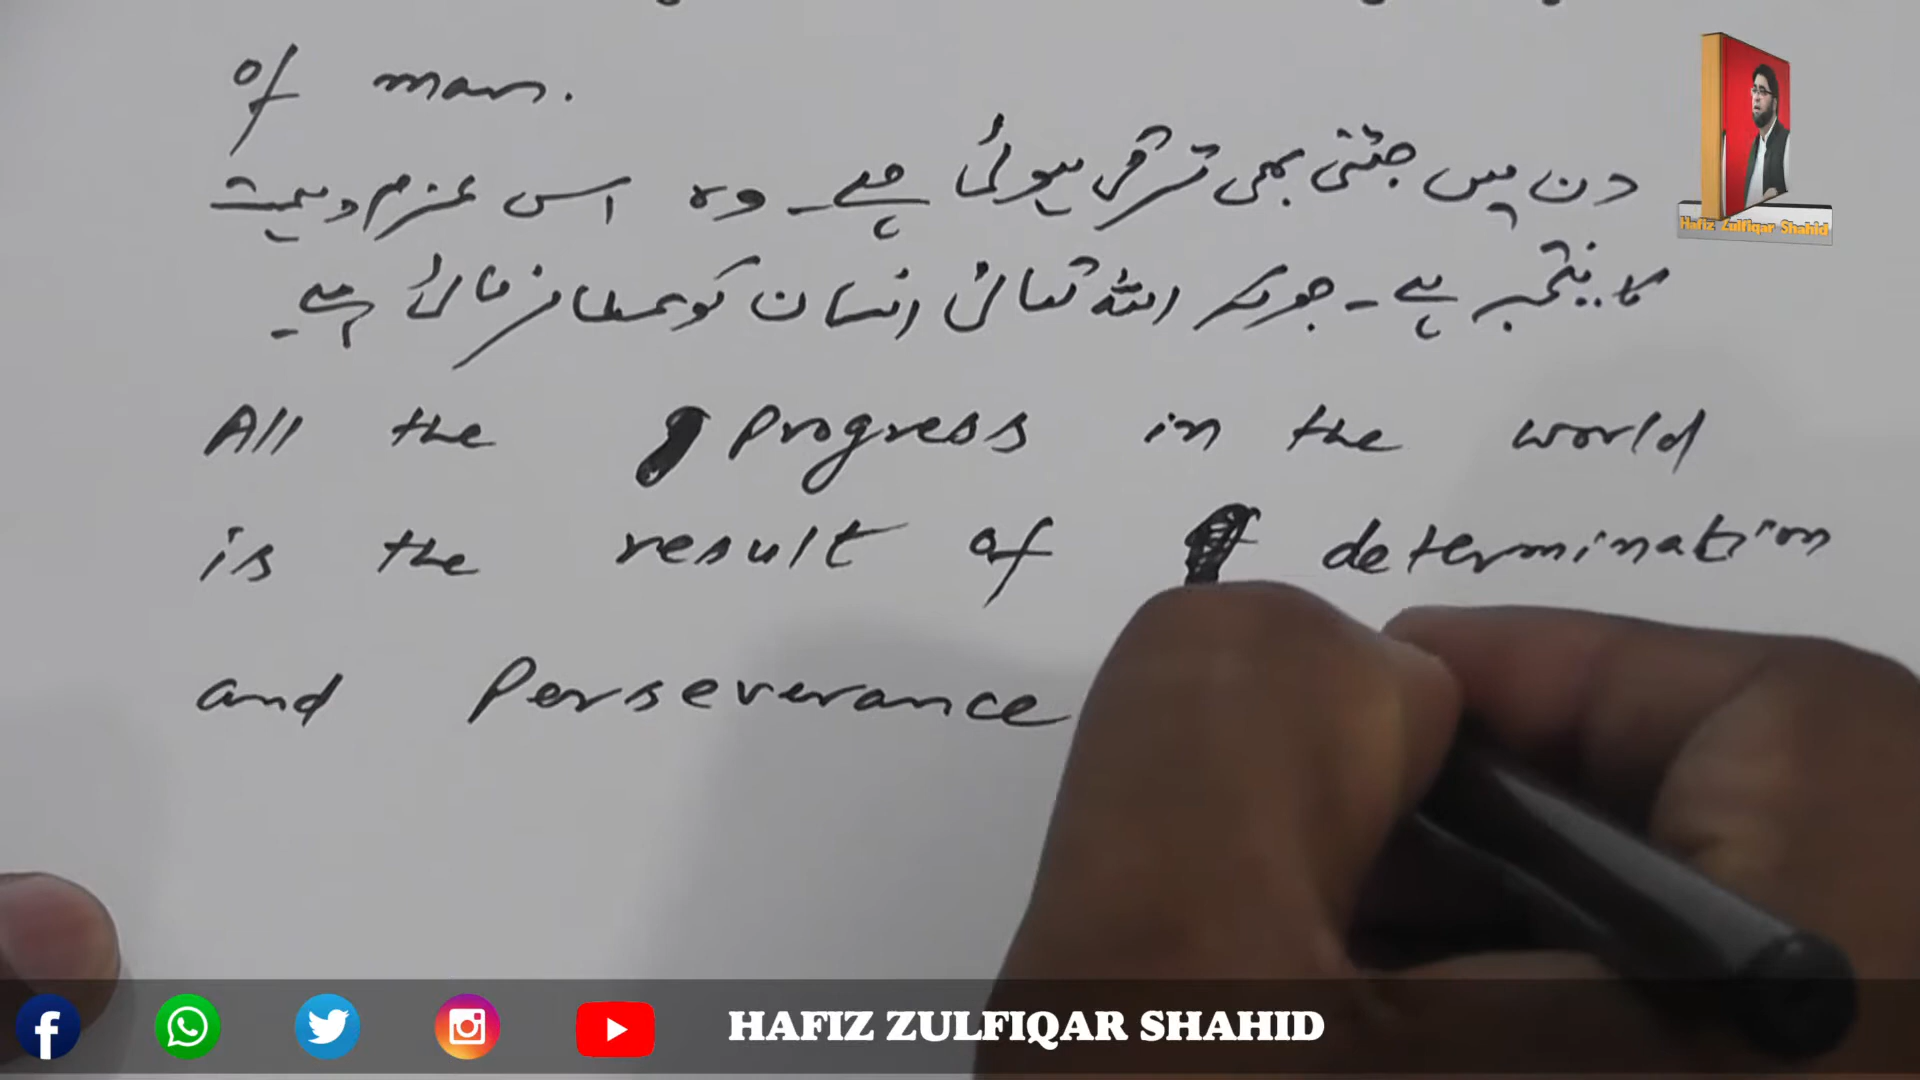 of man.
دن میں جتنی بھی ترقی ہوئی ہے۔ وہ اس عزم و ہمت
کا نتیجہ ہے۔ جو کہ اللہ تعالیٰ انسان کو عطا فرمائی ہے۔
All the progress in the world
is the result of determination
and Perseverance
Hafiz Zulfiqar Shahid
HAFIZ ZULFIQAR SHAHID